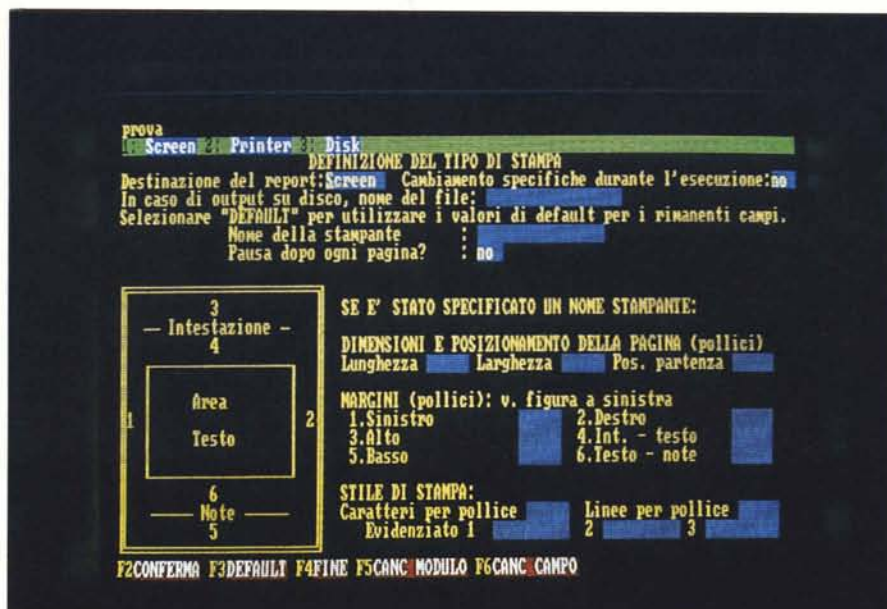 prova
1: Screen 2: Printer 3: Disk
DEFINIZIONE DEL TIPO DI STAMPA
Destinazione del report:Screen Cambiamento specifiche durante l'esecuzione:no
In caso di output su disco, nome del file:
Selezionare "DEFAULT" per utilizzare i valori di default per i rimanenti campi.
Nome della stampante :
Pausa dopo ogni pagina? : no
3
— Intestazione –
4
Area
Testo
1
2
6
—— Note ——
5
SE E' STATO SPECIFICATO UN NOME STAMPANTE:
DIMENSIONI E POSIZIONAMENTO DELLA PAGINA (pollici)
Lunghezza Larghezza Pos. partenza
MARGINI (pollici): v. figura a sinistra
1.Sinistro 2.Destro
3.Alto 4.Int. - testo
5.Basso 6.Testo - note
STILE DI STAMPA:
Caratteri per pollice Linee per pollice
Evidenziato 1 2 3
F2CONFERMA F3DEFAULT F4FINE F5CANC MODULO F6CANC CAMPO